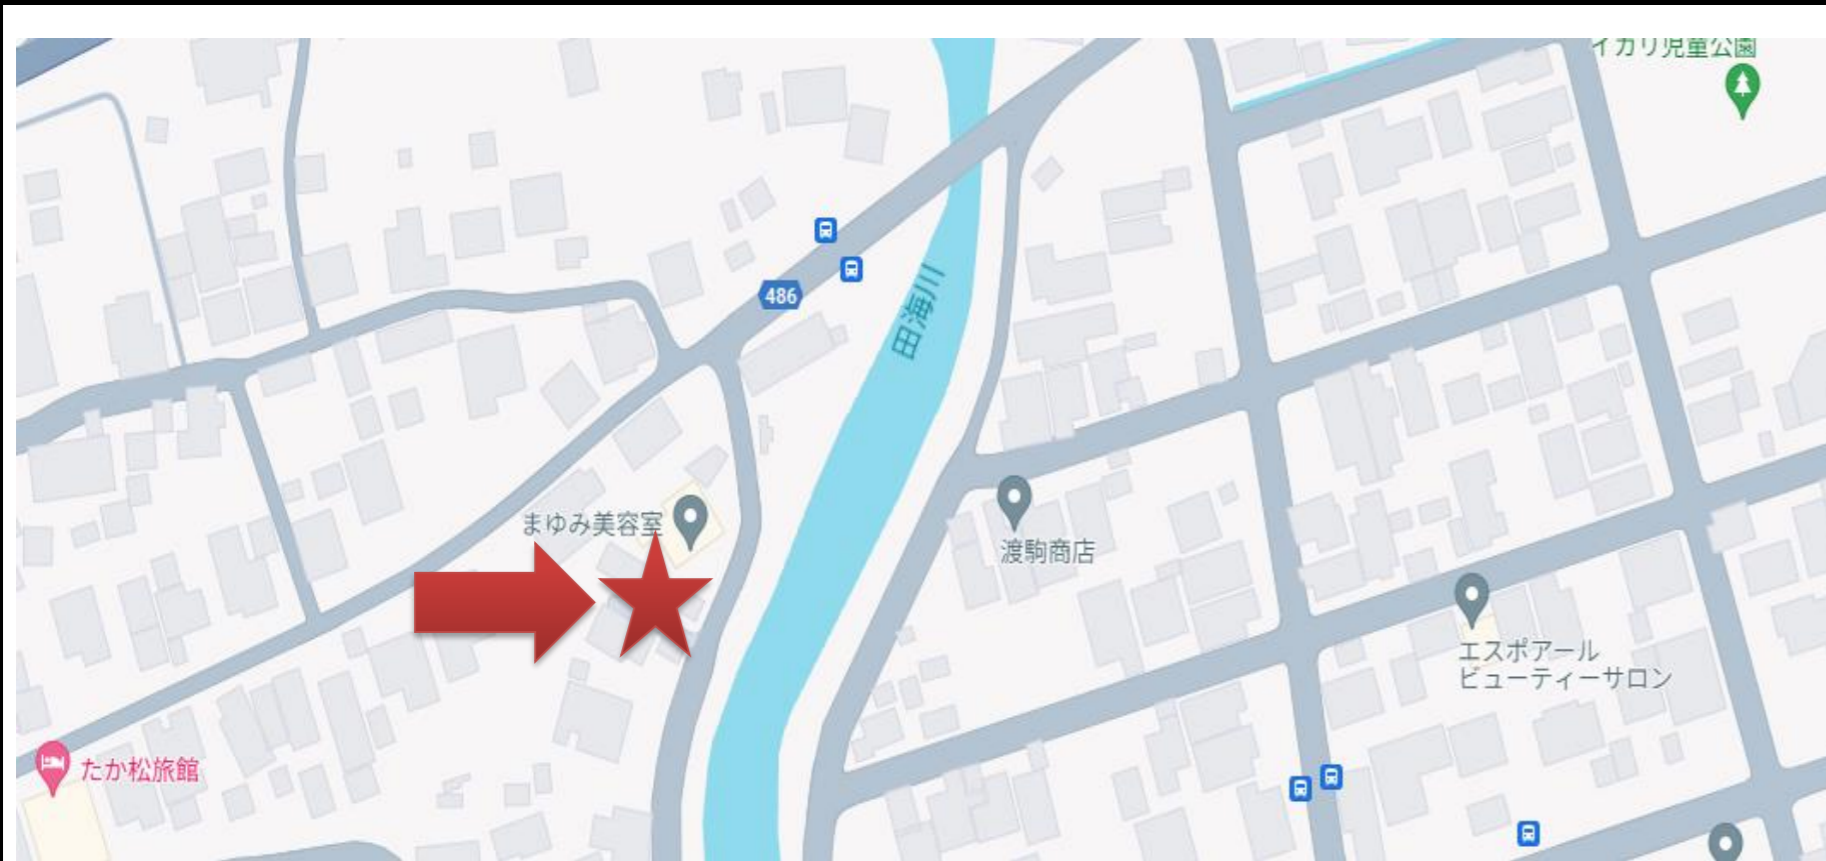 イカリ児童公園
486
田海川
まゆみ美容室
渡駒商店
エスポアール
ビューティーサロン
たか松旅館